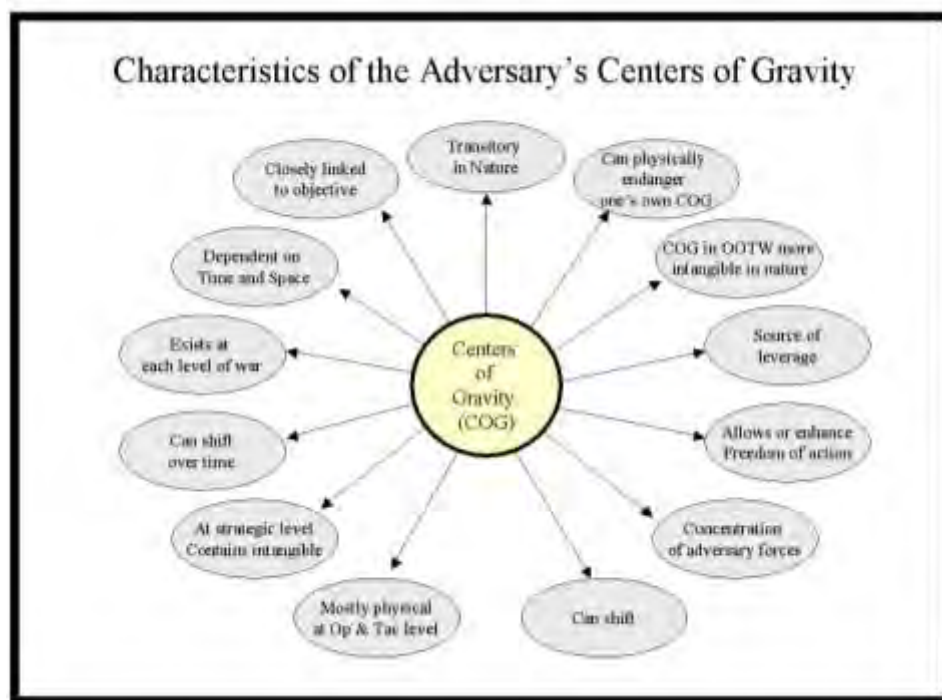 Characteristics of the Adversary's Centers of Gravity
Transitory
in Nature
Can physically
endanger
one's own COG
COG in OOTW more
intangible in nature
Source of
leverage
Allows or enhance
Freedom of action
Concentration
of adversary forces
Can shift
Mostly physical
at Op & Tac level
At strategic level
Contains intangible
Can shift
over time
Exists at
each level of war
Dependent on
Time and Space
Closely linked
to objective
Centers
of
Gravity
(COG)